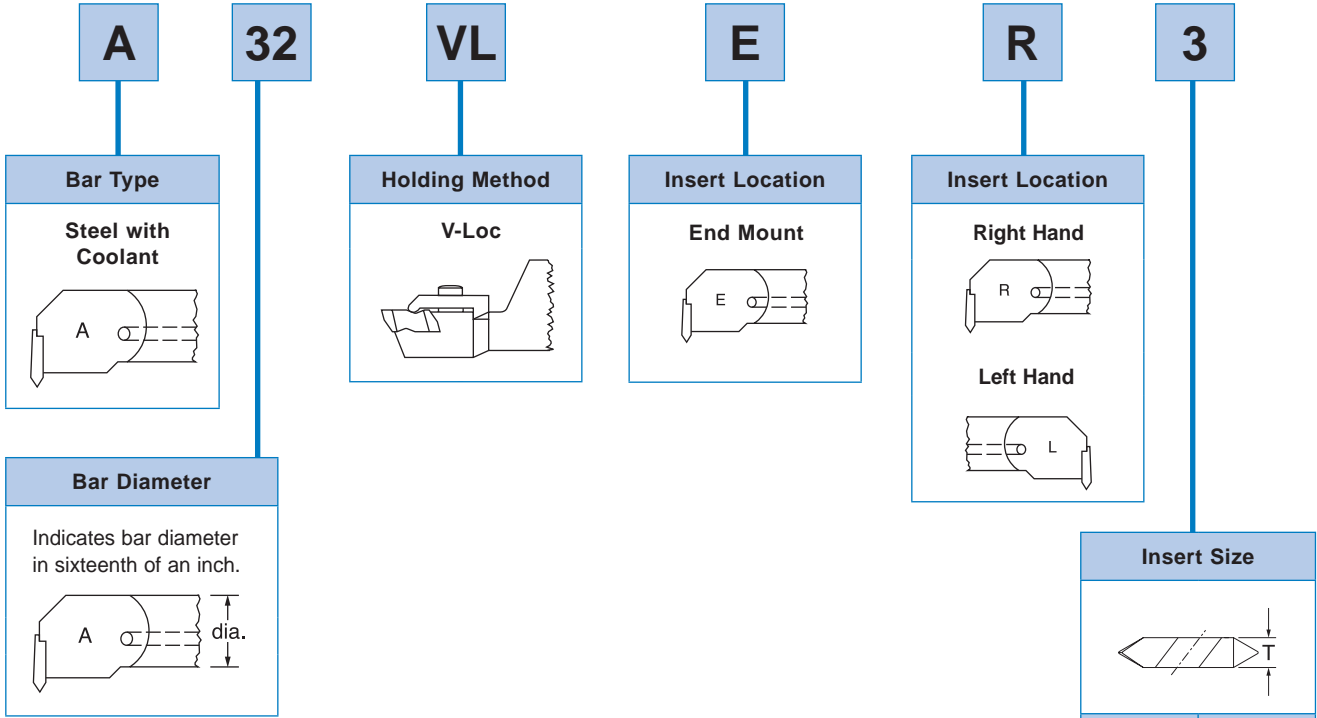 A 32 VL E R 3
Bar Type
Steel with
Coolant
A
Bar Diameter
Indicates bar diameter
in sixteenth of an inch.
A
dia.
Holding Method
V-Loc
Insert Location
End Mount
E
Insert Location
Right Hand
R
Left Hand
L
Insert Size
T